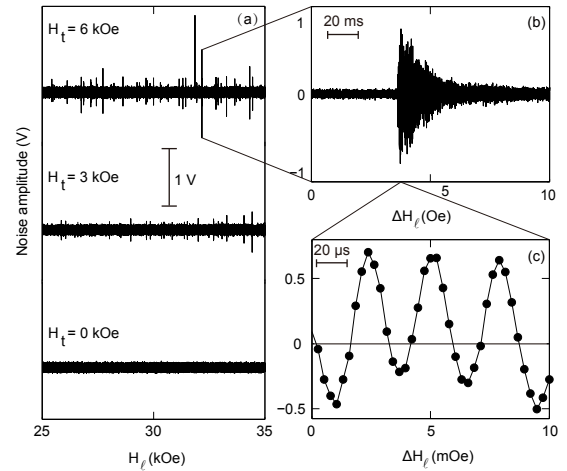 Noise amplitude (V)
(a)
H_t = 6 kOe
H_t = 3 kOe
1 V
H_t = 0 kOe
25 30 35
H_ℓ (kOe)
(b)
20 ms
1
0
−1
0 5 10
ΔH_ℓ (Oe)
(c)
20 µs
0.5
0
−0.5
0 5 10
ΔH_ℓ (mOe)